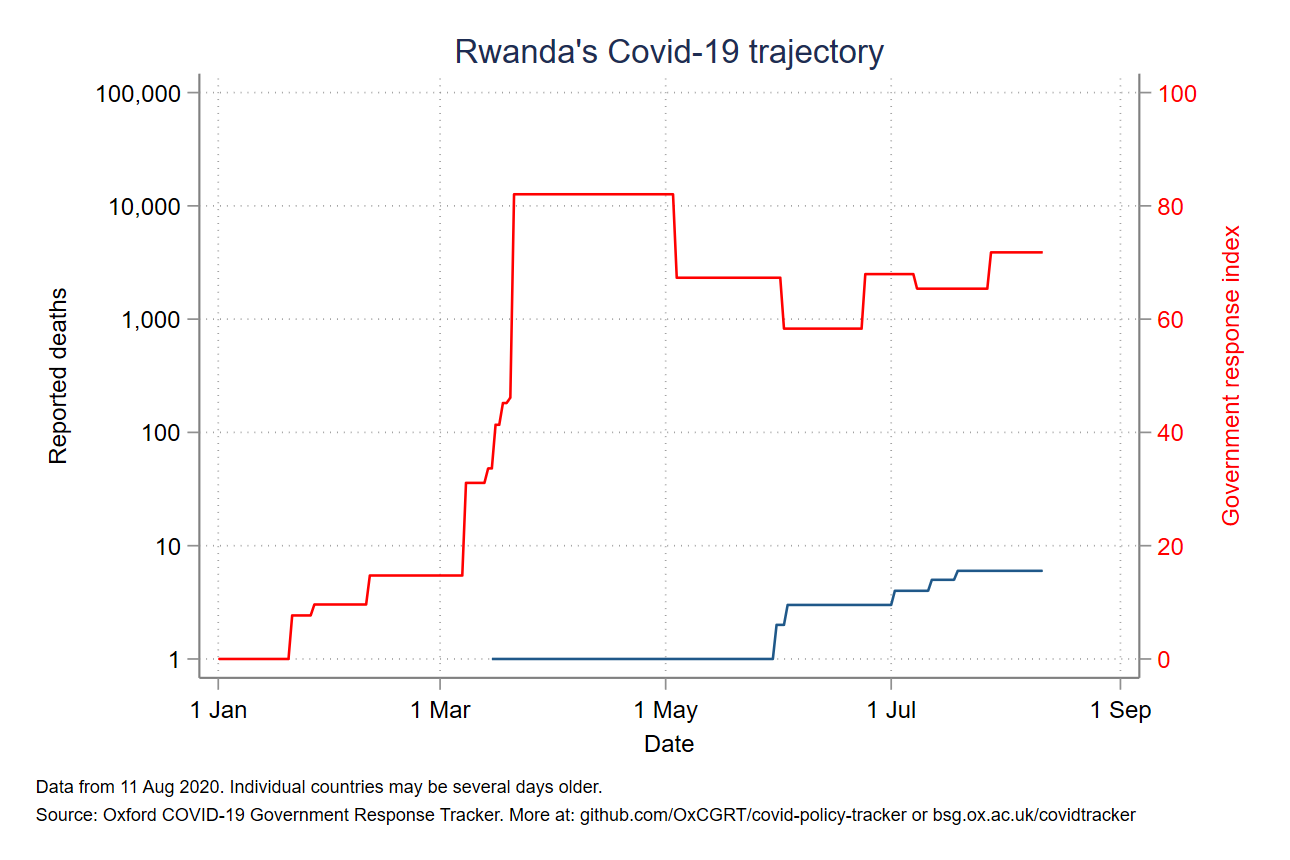 Rwanda's Covid-19 trajectory
100,000
10,000
1,000
100
10
1
Reported deaths
100
80
60
40
20
0
Government response index
1 Jan
1 Mar
1 May
1 Jul
1 Sep
Date
Data from 11 Aug 2020. Individual countries may be several days older.
Source: Oxford COVID-19 Government Response Tracker. More at: github.com/OxCGRT/covid-policy-tracker or bsg.ox.ac.uk/covidtracker